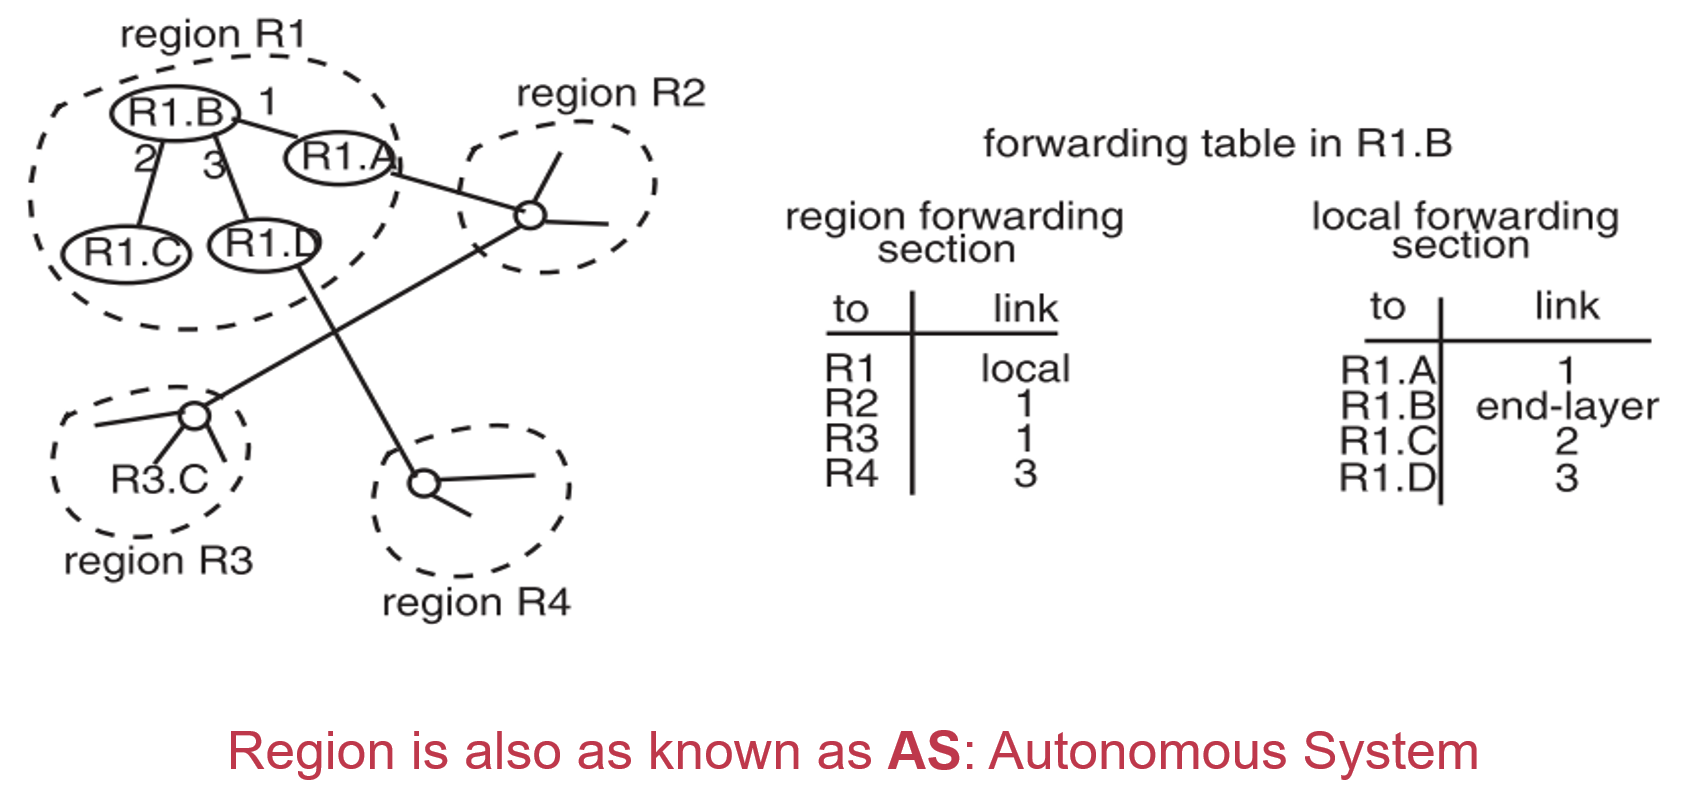 region R1
R1.B
1
R1.A
2
3
R1.C
R1.D
region R2
R3.C
region R3
region R4
forwarding table in R1.B
region forwarding
section
to link
R1 local
R2 1
R3 1
R4 3
local forwarding
section
to link
R1.A 1
R1.B end-layer
R1.C 2
R1.D 3
Region is also as known as AS: Autonomous System